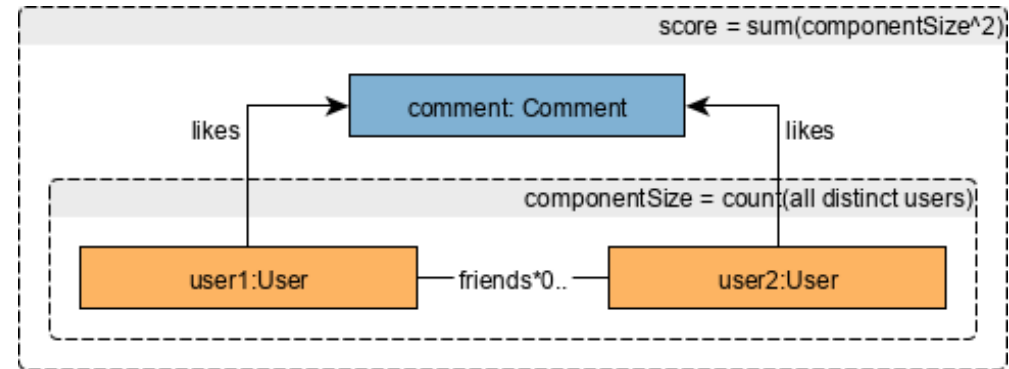 score = sum(componentSize^2)
comment: Comment
likes
likes
componentSize = count(all distinct users)
user1:User
friends*0..
user2:User